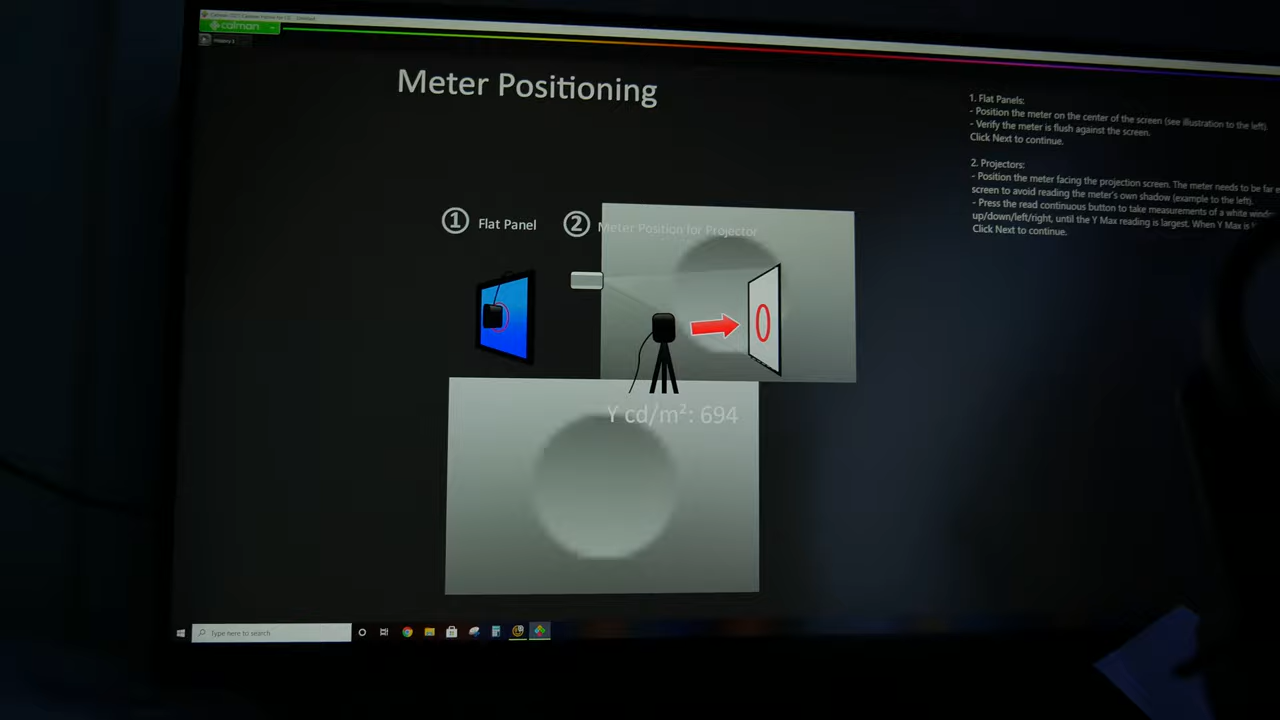 calman
Meter Positioning
1 Flat Panel
2 Meter Position for Projector
Y cd/m²: 694
1. Flat Panels:
- Position the meter on the center of the screen (see illustration to the left).
- Verify the meter is flush against the screen.
Click Next to continue.
2. Projectors:
- Position the meter facing the projection screen. The meter needs to be far
screen to avoid reading the meter's own shadow (example to the left).
- Press the read continuous button to take measurements of a white
up/down/left/right, until the Y Max reading is largest. When Y Max is
Click Next to continue.
Type here to search